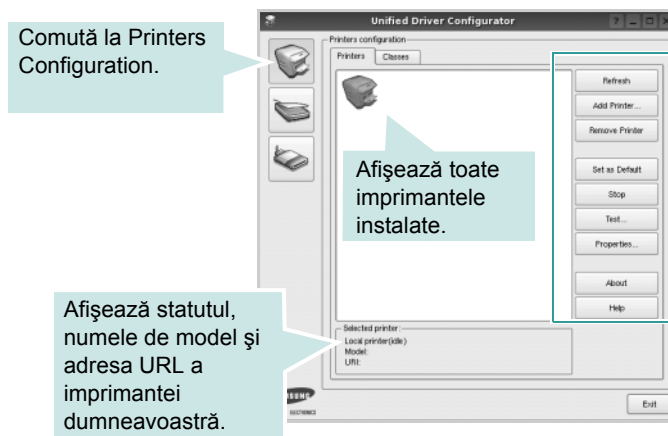 Unified Driver Configurator
Comută la Printers
Configuration.
Printers configuration
Printers
Classes
Refresh
Add Printer...
Remove Printer
Set as Default
Stop
Test...
Properties...
About
Help
Afişează toate
imprimantele
instalate.
Afişează statutul,
numele de model şi
adresa URL a
imprimantei
dumneavoastră.
Selected printer:
Local printer(idle)
Model:
URI:
ELECTRONICS
Exit